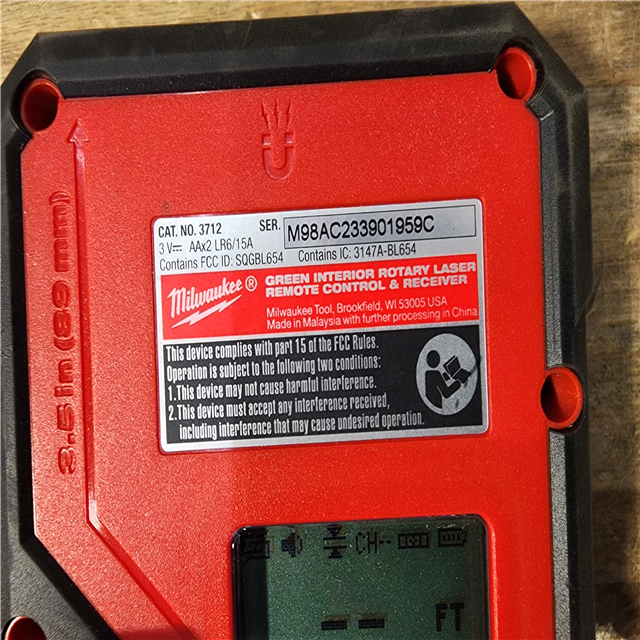 CAT. NO. 3712 SER. M98AC233901959C
3 V⎓ AAx2 LR6/15A
Contains FCC ID: SQGBL654 Contains IC: 3147A-BL654
Milwaukee® GREEN INTERIOR ROTARY LASER
REMOTE CONTROL & RECEIVER
Milwaukee Tool, Brookfield, WI 53005 USA
Made in Malaysia with further processing in China
This device complies with part 15 of the FCC Rules.
Operation is subject to the following two conditions:
1. This device may not cause harmful interference.
2. This device must accept any interference received,
including interference that may cause undesired operation.
3.5 in (89 mm)
CH--
-- FT